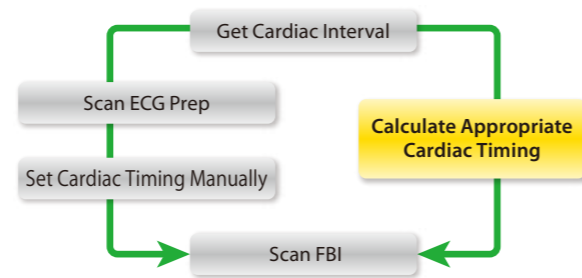 Get Cardiac Interval
Scan ECG Prep
Set Cardiac Timing Manually
Calculate Appropriate
Cardiac Timing
Scan FBI